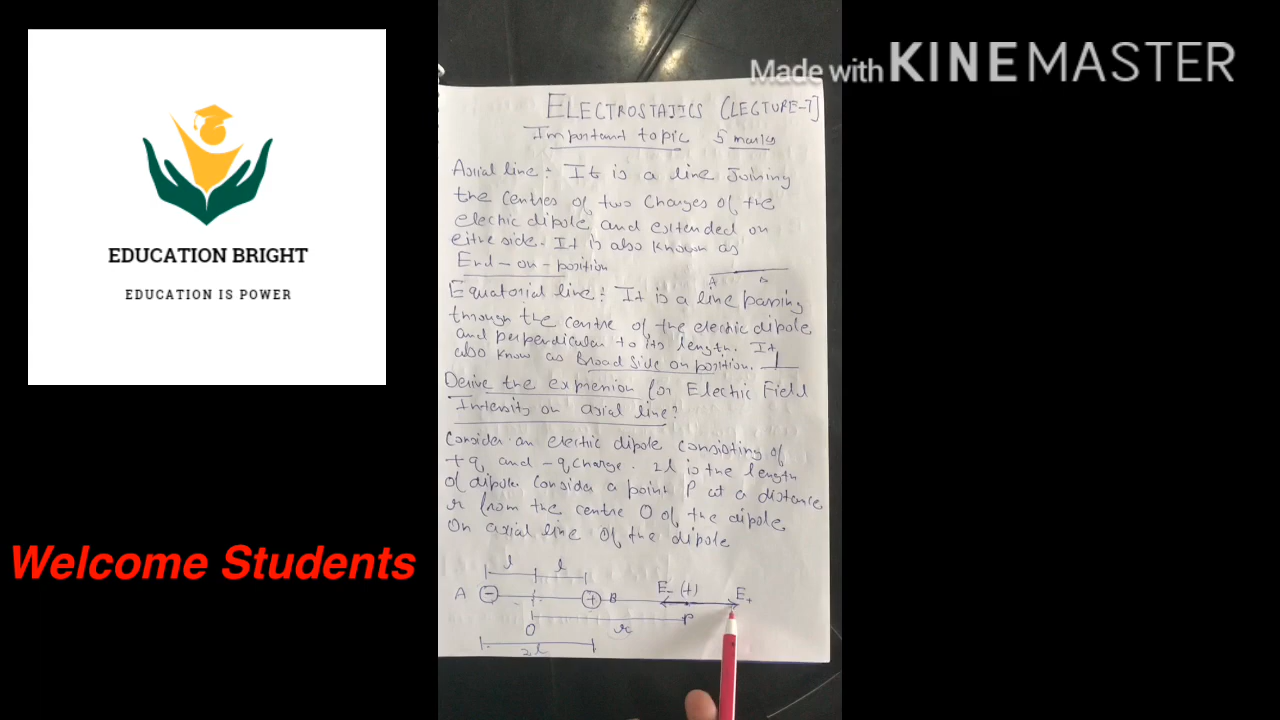 Made with KINEMASTER
EDUCATION BRIGHT
EDUCATION IS POWER
Welcome Students
ELECTROSTATICS (LECTURE-7]
Important topic 5 marks
Axial line: It is a line Joining
the centres of two charges of the
electric dipole and extended on
either side. It is also known as
End-on-position
A B
Equatorial line: It is a line passing
through the centre of the electric dipole
and perpendicular to its length. It
also know as Broad side on position.
Derive the expression for Electric Field
Intensity on axial line?
Consider an electric dipole consisting of
+q and -q charge. 2l is the length
of dipole. Consider a point P at a distance
r from the centre O of the dipole
On axial line of the dipole
l l
A - + B E- (+) E+
O r P
2l